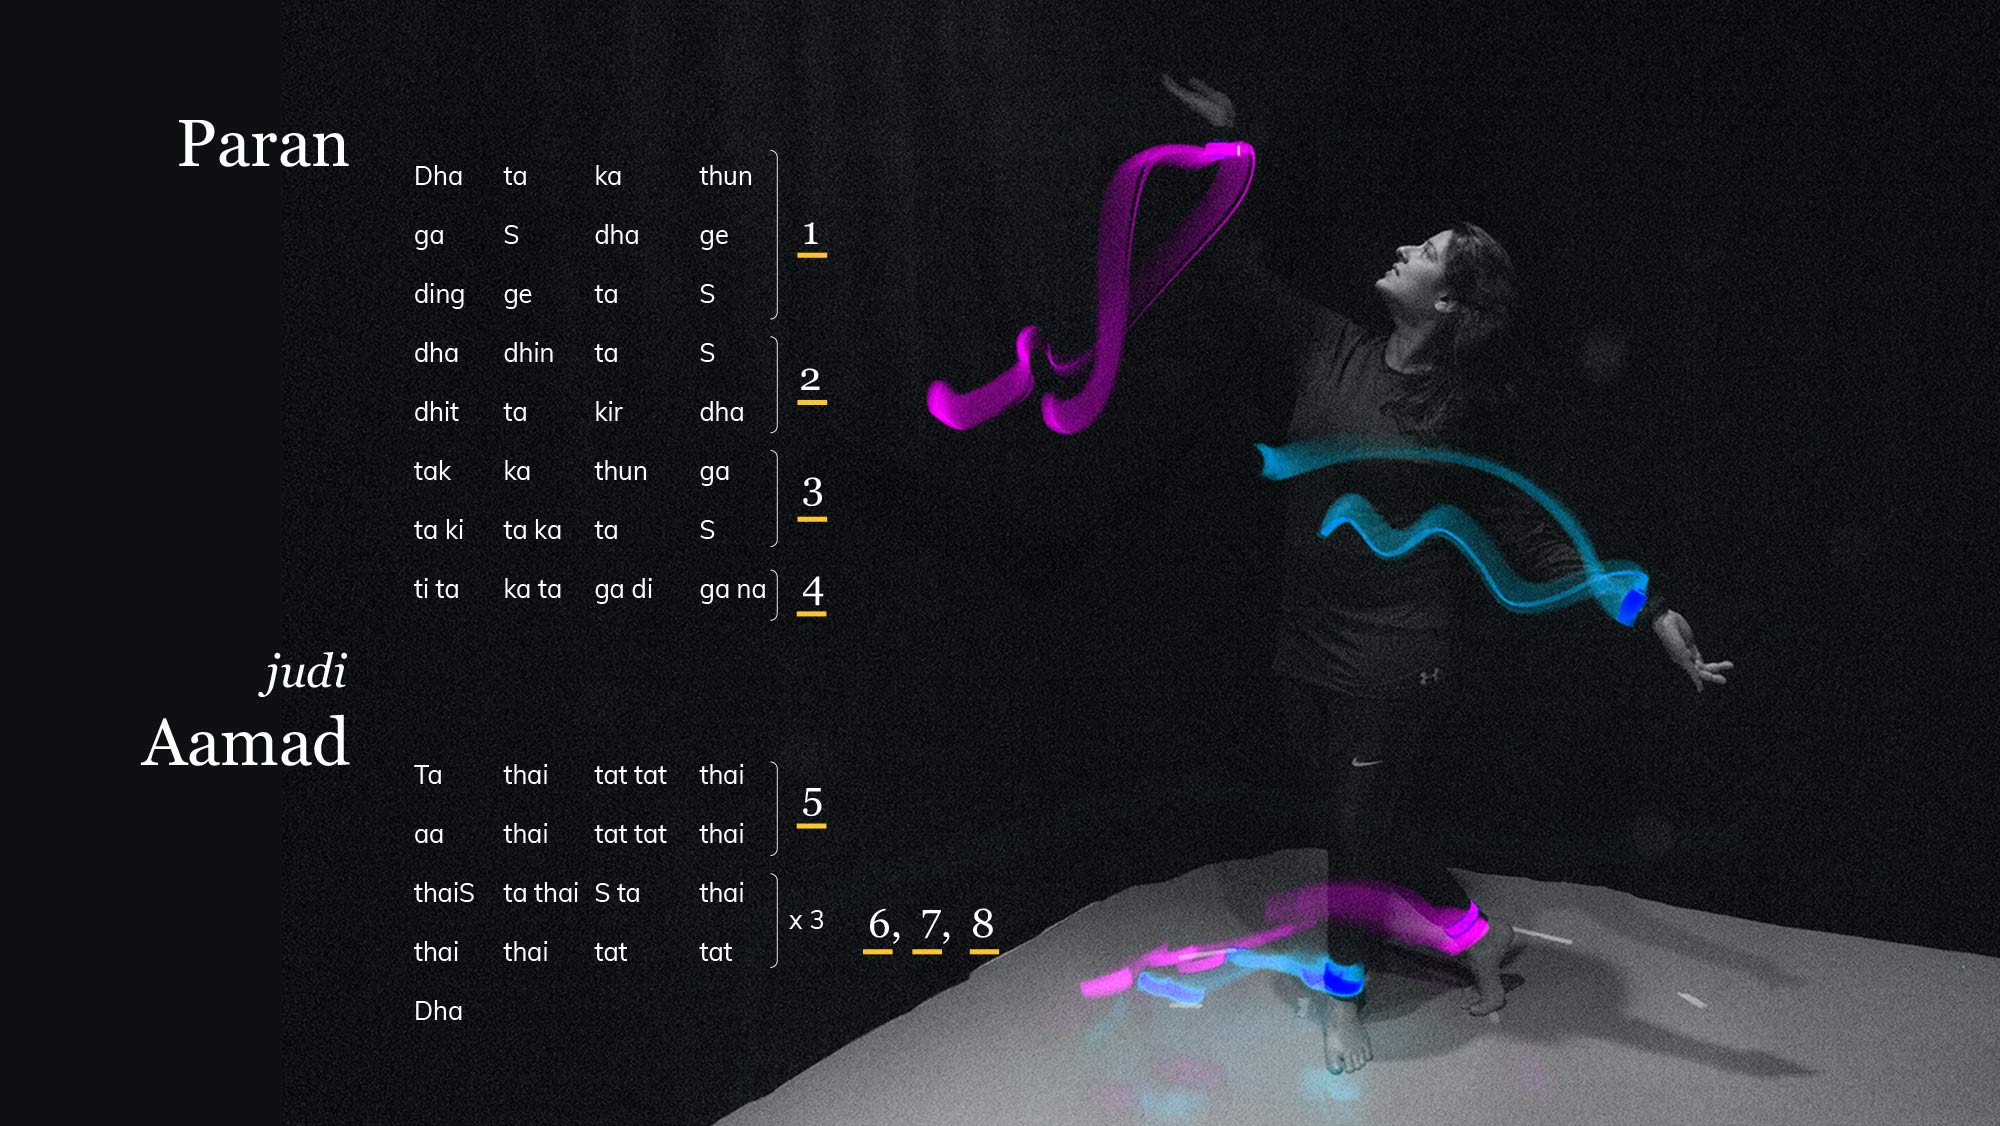 Paran
Dha ta ka thun
ga S dha ge
ding ge ta S
1
dha dhin ta S
dhit ta kir dha
2
tak ka thun ga
ta ki ta ka ta S
3
ti ta ka ta ga di ga na
4
judi
Aamad
Ta thai tat tat thai
aa thai tat tat thai
5
thaiS ta thai S ta thai
thai thai tat tat
x 3 6, 7, 8
Dha